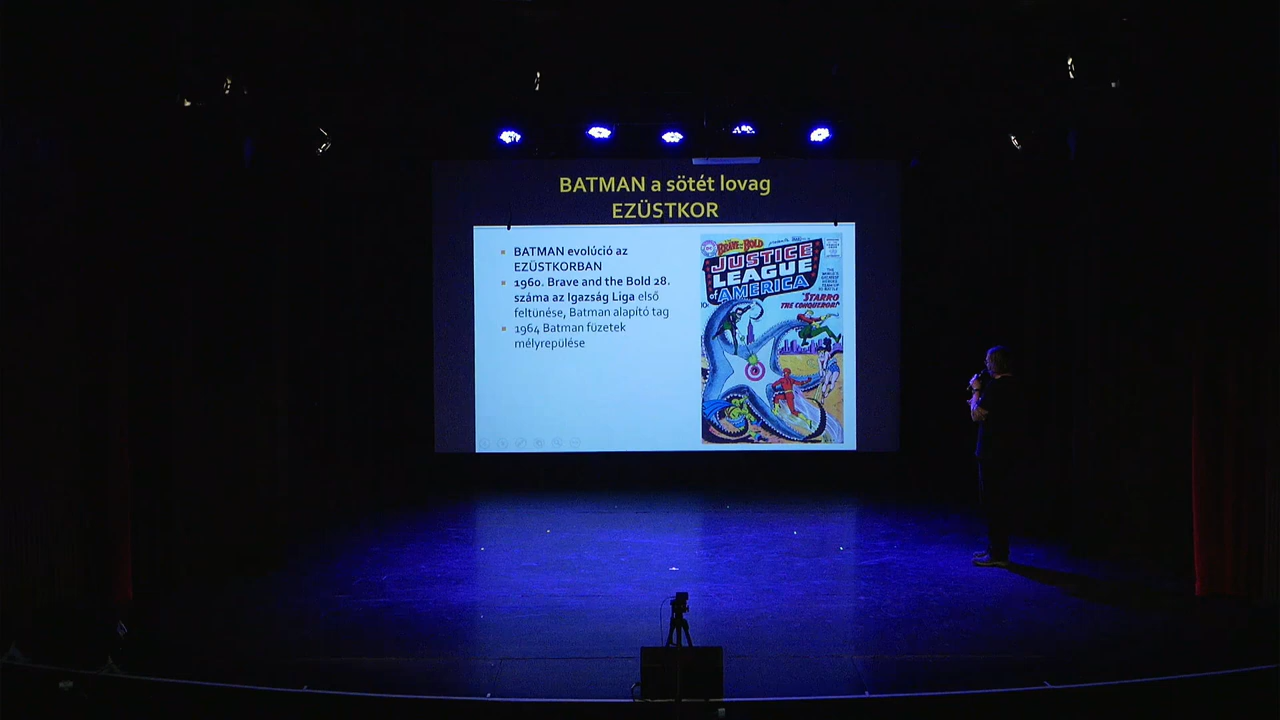 BATMAN a sötét lovag
EZÜSTKOR
BATMAN evolúció az
EZÜSTKORBAN
1960. Brave and the Bold 28.
száma az Igazság Liga első
feltűnése, Batman alapító tag
1964 Batman füzetek
mélyrepülése
BRAVE and the BOLD
presents
JUSTICE
LEAGUE
of AMERICA
"STARRO
THE CONQUEROR!"